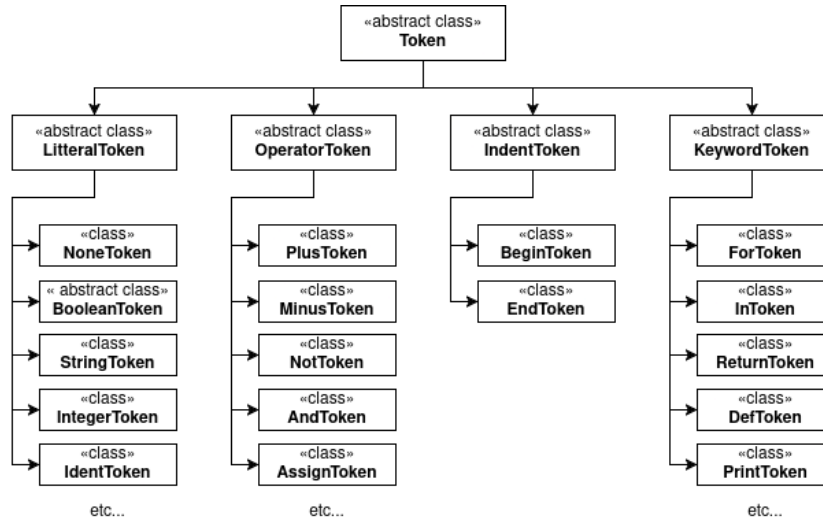 «abstract class»
Token
«abstract class»
LitteralToken
«abstract class»
OperatorToken
«abstract class»
IndentToken
«abstract class»
KeywordToken
«class»
NoneToken
« abstract class»
BooleanToken
«class»
StringToken
«class»
IntegerToken
«class»
IdentToken
etc...
«class»
PlusToken
«class»
MinusToken
«class»
NotToken
«class»
AndToken
«class»
AssignToken
etc...
«class»
BeginToken
«class»
EndToken
«class»
ForToken
«class»
InToken
«class»
ReturnToken
«class»
DefToken
«class»
PrintToken
etc...